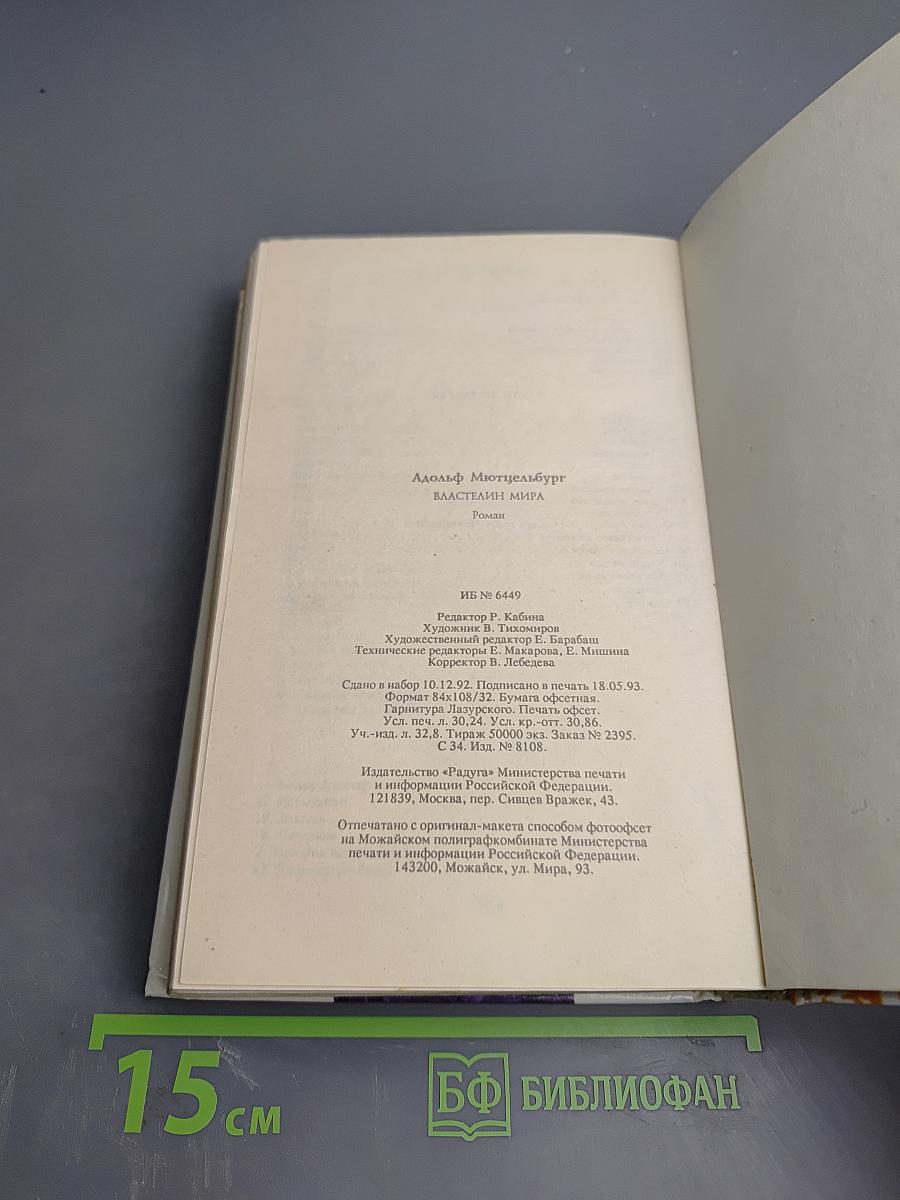 Адольф Мютцельбург
ВЛАСТЕЛИН МИРА
Роман
ИБ № 6449
Редактор Р. Кабина
Художник В. Тихомиров
Художественный редактор Е. Барабаш
Технические редакторы Е. Макарова, Е. Мишина
Корректор В. Лебедева
Сдано в набор 10.12.92. Подписано в печать 18.05.93.
Формат 84х108/32. Бумага офсетная.
Гарнитура Лазурского. Печать офсет.
Усл. печ. л. 30,24. Усл. кр.-отт. 30,86.
Уч.-изд. л. 32,8. Тираж 50000 экз. Заказ № 2395.
С 34. Изд. № 8108.
Издательство «Радуга» Министерства печати
и информации Российской Федерации.
121839, Москва, пер. Сивцев Вражек, 43.
Отпечатано с оригинал-макета способом фотоофсет
на Можайском полиграфкомбинате Министерства
печати и информации Российской Федерации.
143200, Можайск, ул. Мира, 93.
15 см
БФ БИБЛИОФАН